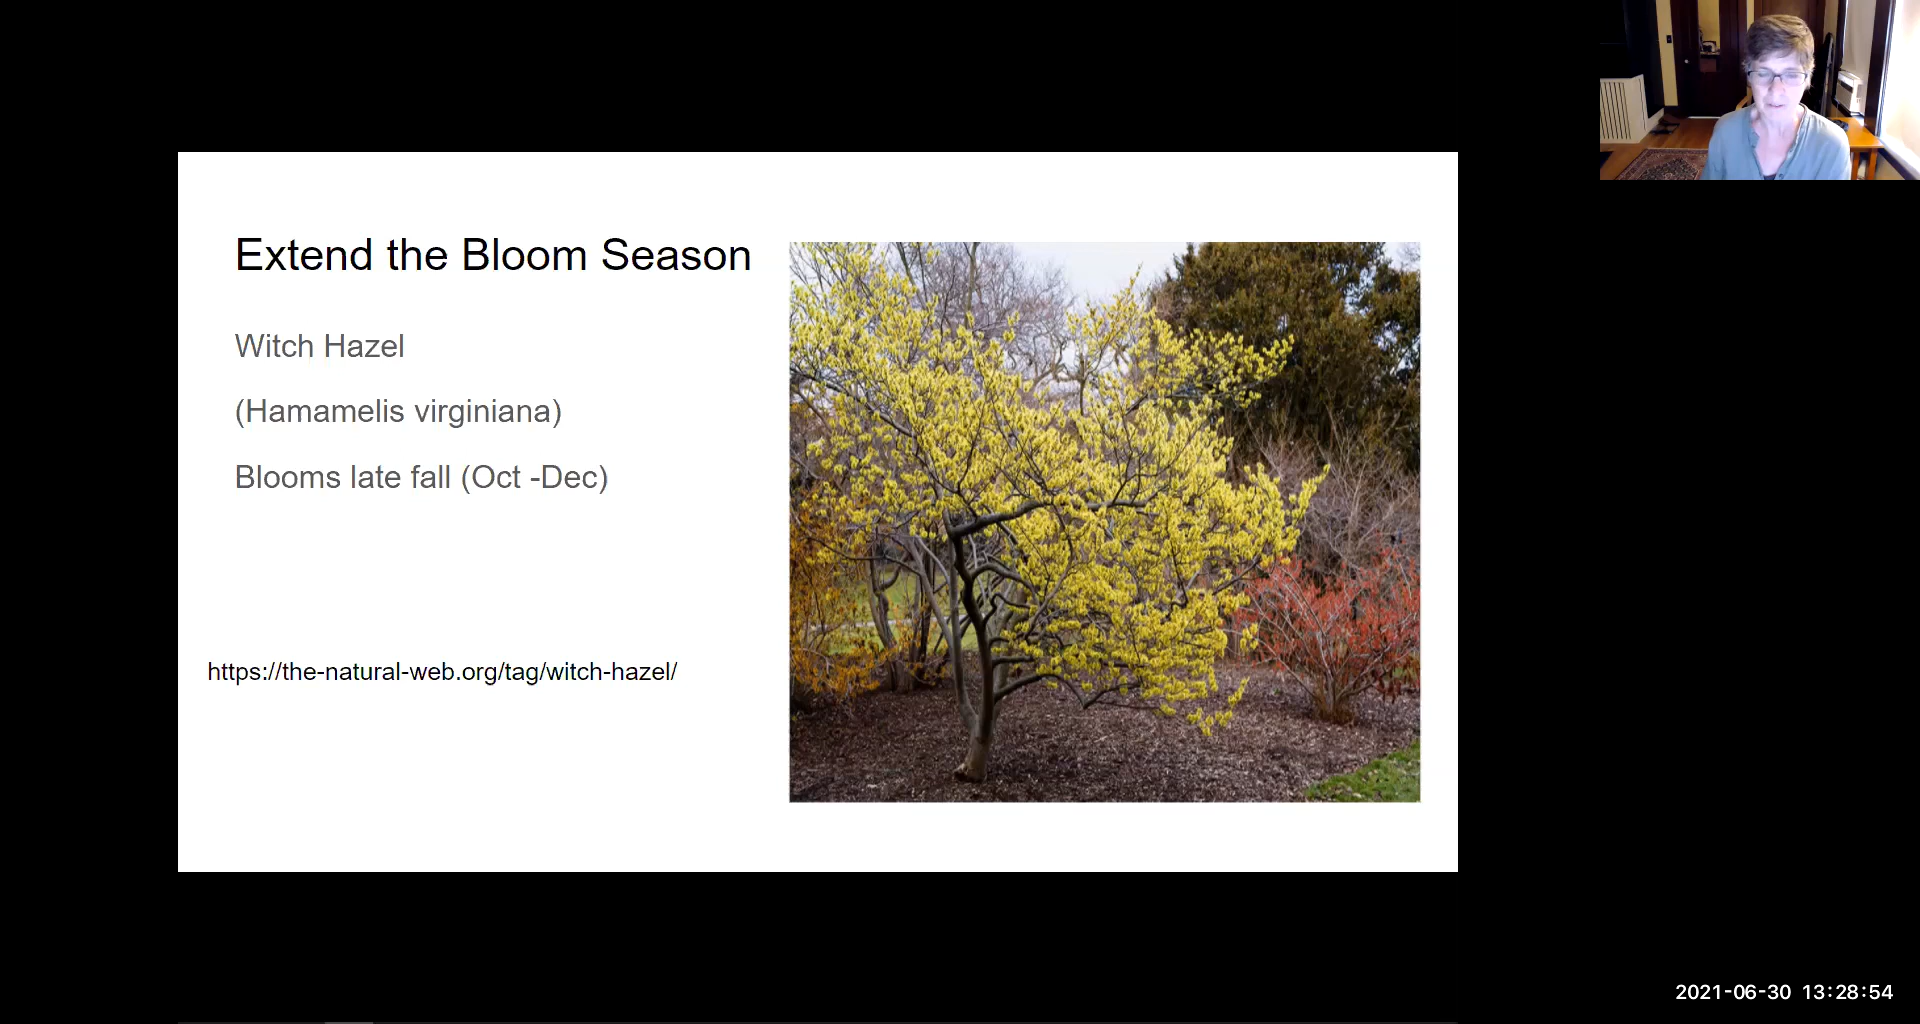 Extend the Bloom Season
Witch Hazel
(Hamamelis virginiana)
Blooms late fall (Oct -Dec)
https://the-natural-web.org/tag/witch-hazel/
2021-06-30 13:28:54